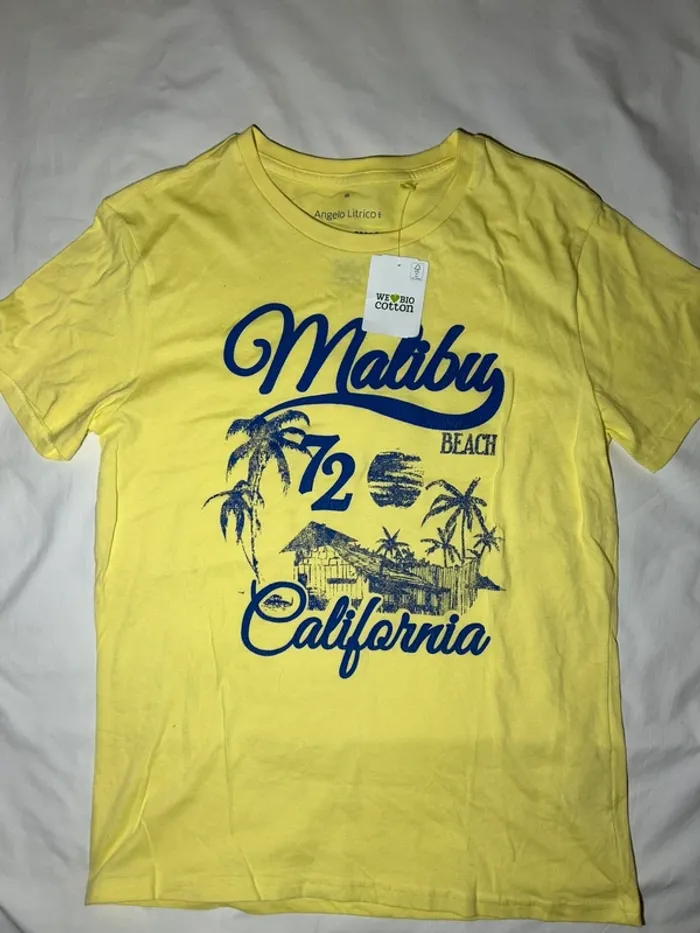 Angelo Litrico
WE BIO
cotton
Malibu
BEACH
72
California